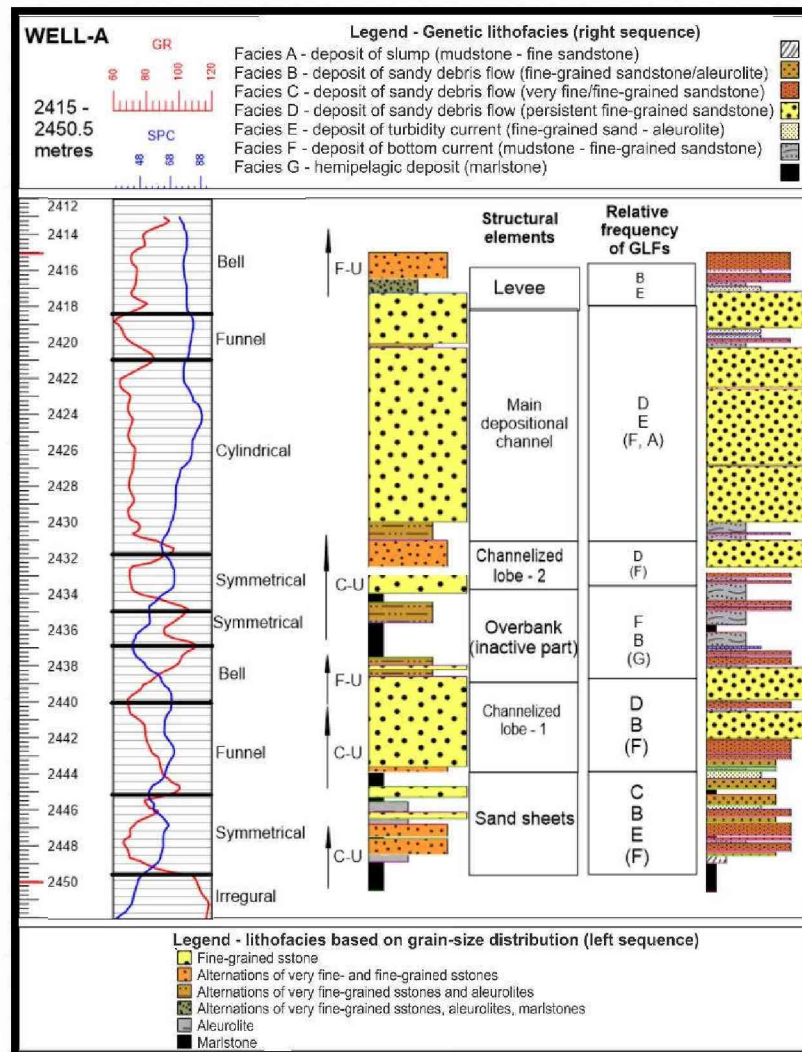 WELL-A
GR
60 80 100 120
2415 -
2450.5
metres
SPC
48 68 88
Legend - Genetic lithofacies (right sequence)
Facies A - deposit of slump (mudstone - fine sandstone)
Facies B - deposit of sandy debris flow (fine-grained sandstone/aleurolite)
Facies C - deposit of sandy debris flow (very fine/fine-grained sandstone)
Facies D - deposit of sandy debris flow (persistent fine-grained sandstone)
Facies E - deposit of turbidity current (fine-grained sand - aleurolite)
Facies F - deposit of bottom current (mudstone - fine-grained sandstone)
Facies G - hemipelagic deposit (marlstone)
2412
2414
2416
2418
2420
2422
2424
2426
2428
2430
2432
2434
2436
2438
2440
2442
2444
2446
2448
2450
Bell
Funnel
Cylindrical
Symmetrical
Symmetrical
Bell
Funnel
Symmetrical
Irregural
F-U
C-U
F-U
C-U
C-U
Structural
elements
Levee
Main
depositional
channel
Channelized
lobe - 2
Overbank
(inactive part)
Channelized
lobe - 1
Sand sheets
Relative
frequency
of GLFs
B
E
D
E
(F, A)
D
(F)
F
B
(G)
D
B
(F)
C
B
E
(F)
Legend - lithofacies based on grain-size distribution (left sequence)
Fine-grained sstone
Alternations of very fine- and fine-grained sstones
Alternations of very fine-grained sstones and aleurolites
Alternations of very fine-grained sstones, aleurolites, marlstones
Aleurolite
Marlstone